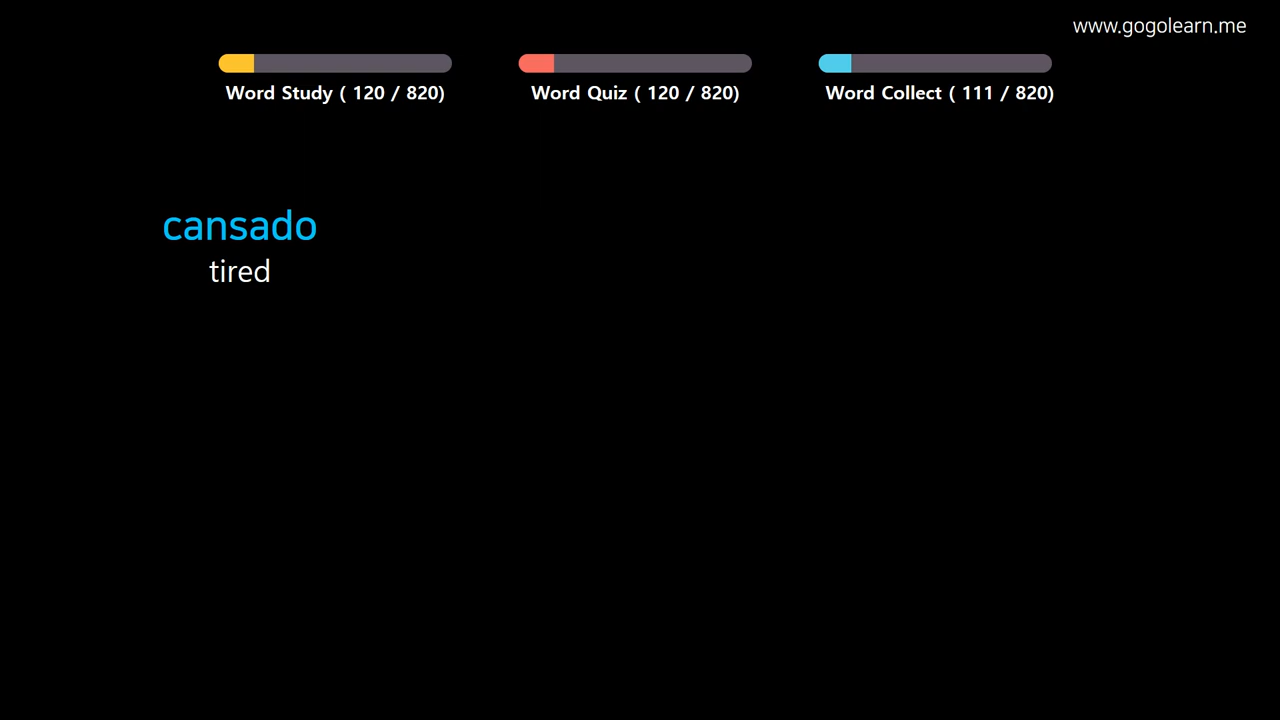 www.gogolearn.me
Word Study ( 120 / 820)
Word Quiz ( 120 / 820)
Word Collect ( 111 / 820)
cansado
tired